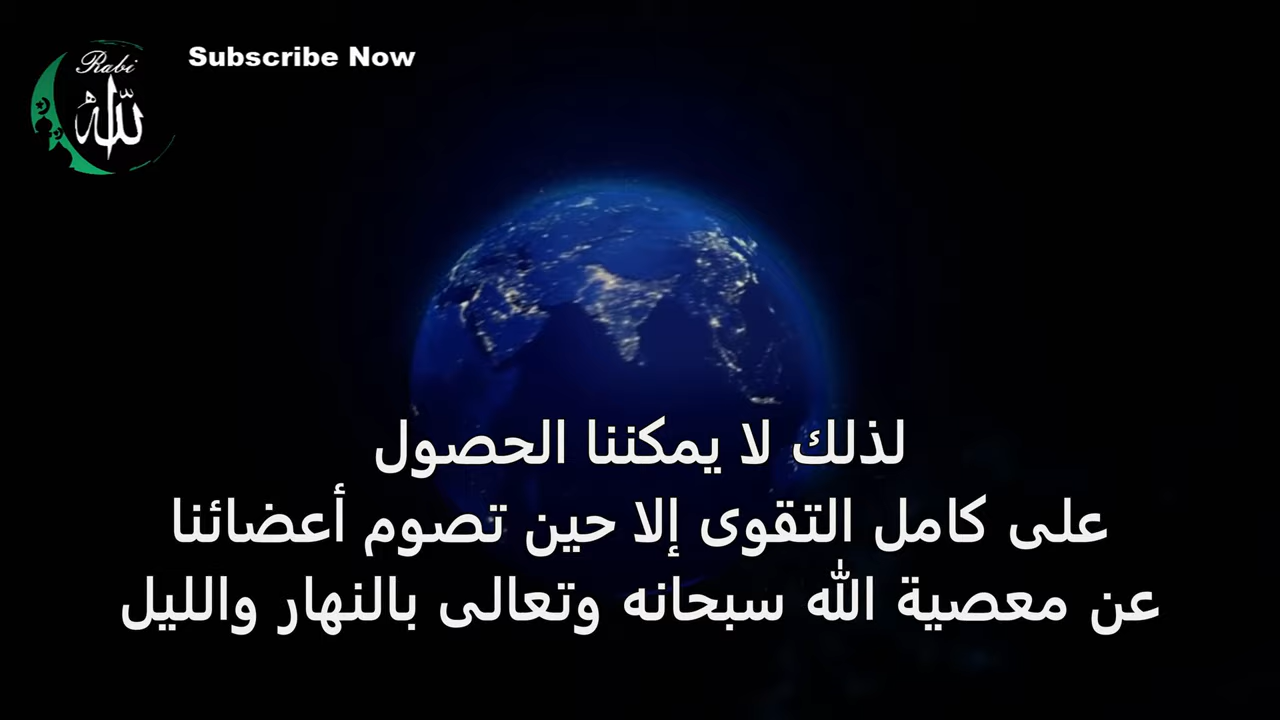 Rabi
الله
Subscribe Now
لذلك لا يمكننا الحصول
على كامل التقوى إلا حين تصوم أعضائنا
عن معصية الله سبحانه وتعالى بالنهار والليل